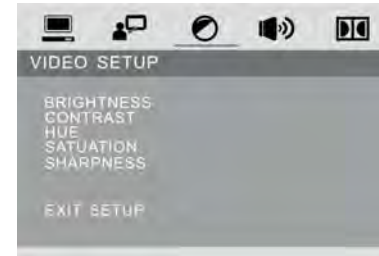 VIDEO SETUP
BRIGHTNESS
CONTRAST
HUE
SATUATION
SHARPNESS
EXIT SETUP